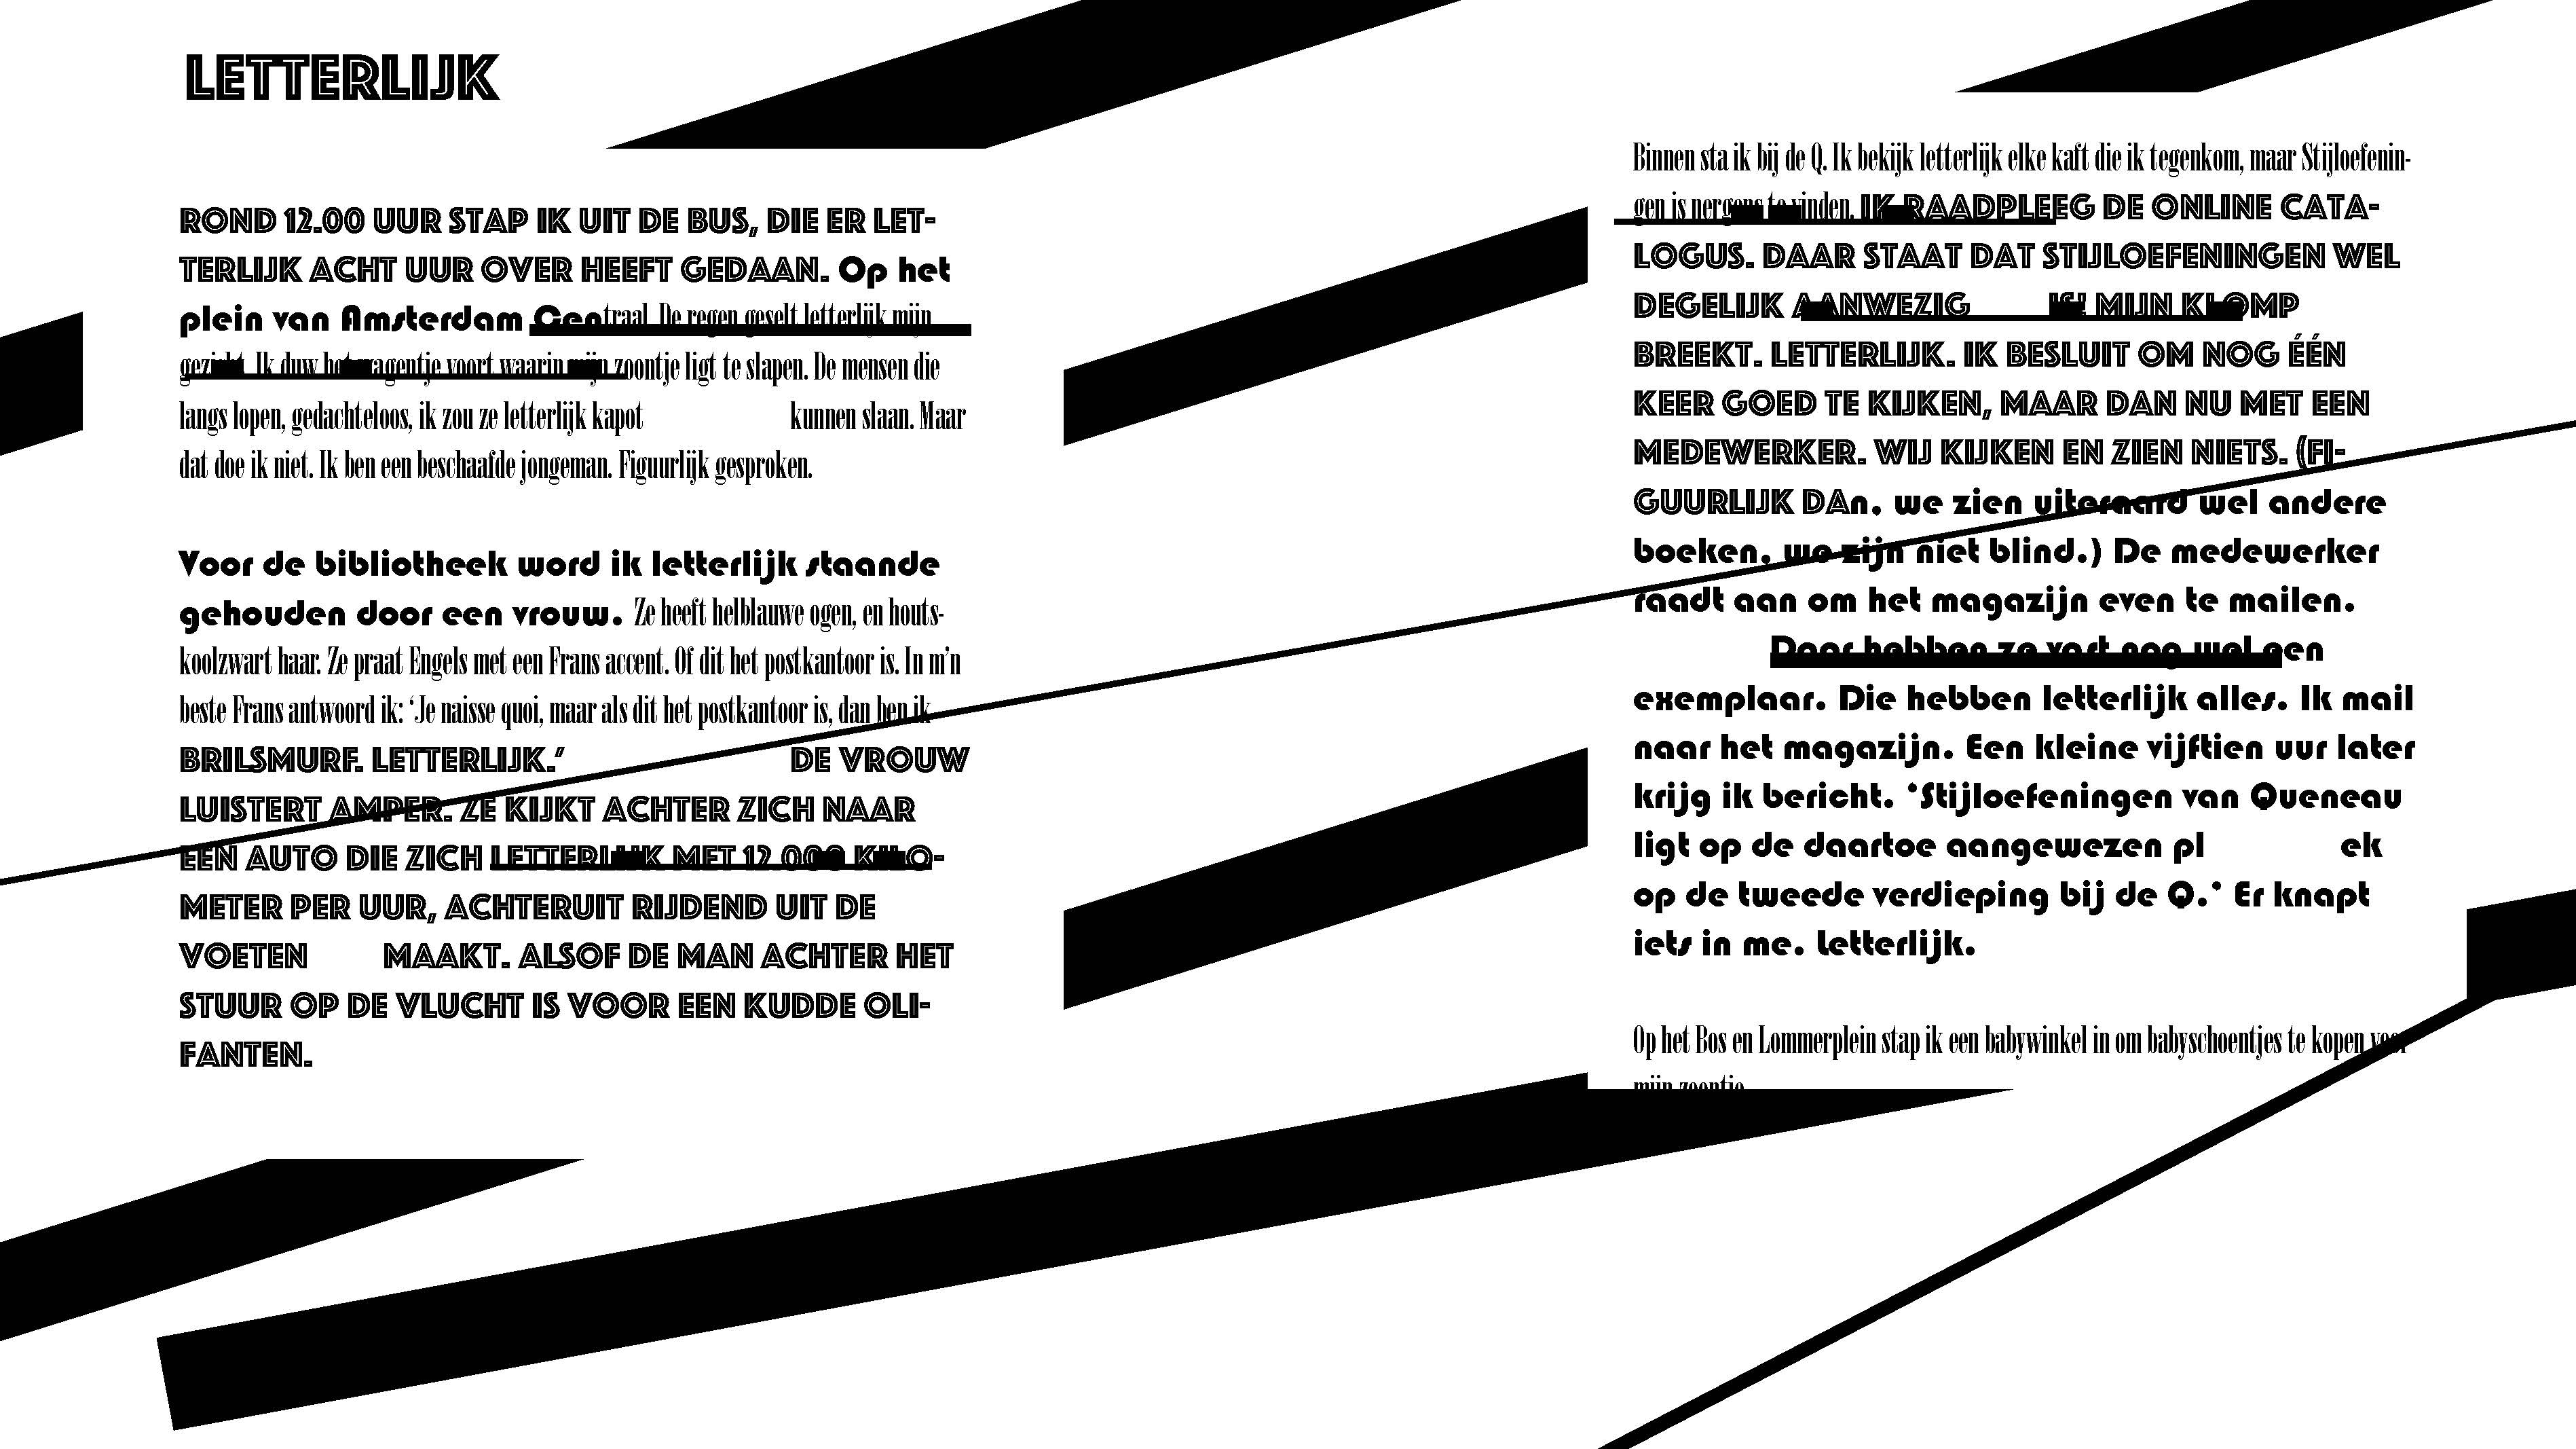 LETTERLIJK
ROND 12.00 UUR STAP IK UIT DE BUS, DIE ER LET-
TERLIJK ACHT UUR OVER HEEFT GEDAAN. Op het
plein van Amsterdam Centraal. De regen geselt letterlijk mijn
gezicht. Ik duw het wagentje voort waarin mijn zoontje ligt te slapen. De mensen die
langs lopen, gedachteloos, ik zou ze letterlijk kapot kunnen slaan. Maar
dat doe ik niet. Ik ben een beschaafde jongeman. Figuurlijk gesproken.
Voor de bibliotheek word ik letterlijk staande
gehouden door een vrouw. Ze heeft helblauwe ogen, en houts-
koolzwart haar. Ze praat Engels met een Frans accent. Of dit het postkantoor is. In m'n
beste Frans antwoord ik: ‘Je naisse quoi, maar als dit het postkantoor is, dan ben ik
BRILSMURF. LETTERLIJK.’ DE VROUW
LUISTERT AMPER. ZE KIJKT ACHTER ZICH NAAR
EEN AUTO DIE ZICH LETTERLIJK MET 12.000 KILO-
METER PER UUR, ACHTERUIT RIJDEND UIT DE
VOETEN MAAKT. ALSOF DE MAN ACHTER HET
STUUR OP DE VLUCHT IS VOOR EEN KUDDE OLI-
FANTEN.
Binnen sta ik bij de Q. Ik bekijk letterlijk elke kaft die ik tegenkom, maar Stijloefenin-
gen is nergens te vinden. IK RAADPLEEG DE ONLINE CATA-
LOGUS. DAAR STAAT DAT STIJLOEFENINGEN WEL
DEGELIJK AANWEZIG IS! MIJN KLOMP
BREEKT. LETTERLIJK. IK BESLUIT OM NOG ÉÉN
KEER GOED TE KIJKEN, MAAR DAN NU MET EEN
MEDEWERKER. WIJ KIJKEN EN ZIEN NIETS. (FI-
GUURLIJK DAn, we zien uiteraard wel andere
boeken, we zijn niet blind.) De medewerker
raadt aan om het magazijn even te mailen.
Daar hebben ze vast nog wel een
exemplaar. Die hebben letterlijk alles. Ik mail
naar het magazijn. Een kleine vijftien uur later
krijg ik bericht. ‘Stijloefeningen van Queneau
ligt op de daartoe aangewezen pl ek
op de tweede verdieping bij de Q.’ Er knapt
iets in me. Letterlijk.
Op het Bos en Lommerplein stap ik een babywinkel in om babyschoentjes te kopen voor
mijn zoontje